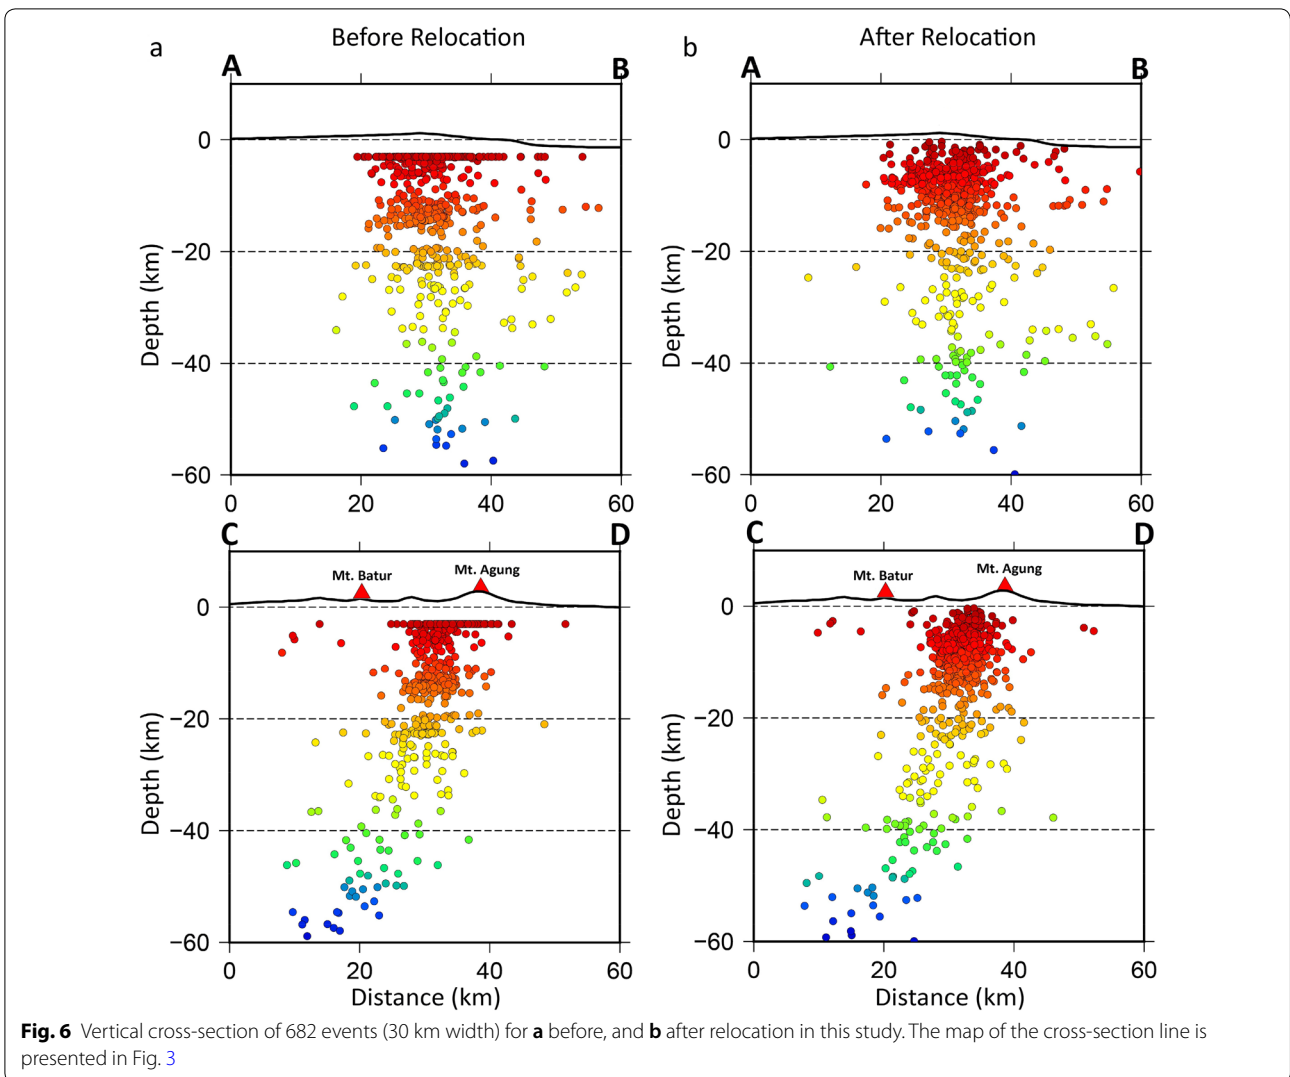 a Before Relocation b After Relocation
A B A B
0 0
−20 −20
−40 −40
−60 −60
Depth (km) Depth (km)
0 20 40 60 0 20 40 60
C D C D
Mt. Batur Mt. Agung Mt. Batur Mt. Agung
0 0
−20 −20
−40 −40
−60 −60
Depth (km) Depth (km)
0 20 40 60 0 20 40 60
Distance (km) Distance (km)
Fig. 6 Vertical cross-section of 682 events (30 km width) for a before, and b after relocation in this study. The map of the cross-section line is
presented in Fig. 3